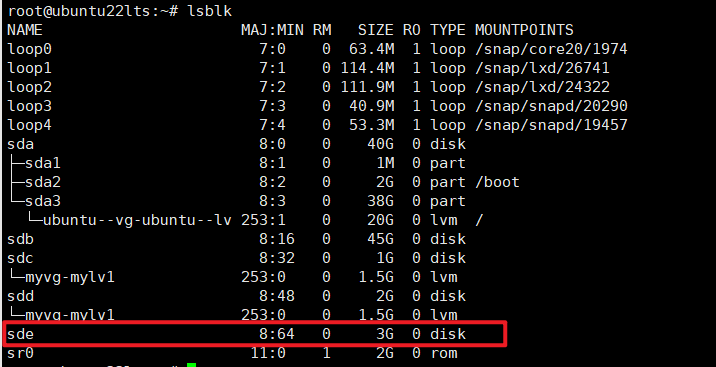 root@ubuntu22lts:~# lsblk
NAME                      MAJ:MIN RM   SIZE RO TYPE MOUNTPOINTS
loop0                       7:0    0  63.4M  1 loop /snap/core20/1974
loop1                       7:1    0 114.4M  1 loop /snap/lxd/26741
loop2                       7:2    0 111.9M  1 loop /snap/lxd/24322
loop3                       7:3    0  40.9M  1 loop /snap/snapd/20290
loop4                       7:4    0  53.3M  1 loop /snap/snapd/19457
sda                         8:0    0    40G  0 disk
├─sda1                      8:1    0     1M  0 part
├─sda2                      8:2    0     2G  0 part /boot
└─sda3                      8:3    0    38G  0 part
  └─ubuntu--vg-ubuntu--lv 253:1    0    20G  0 lvm  /
sdb                         8:16   0    45G  0 disk
sdc                         8:32   0     1G  0 disk
└─myvg-mylv1              253:0    0   1.5G  0 lvm
sdd                         8:48   0     2G  0 disk
└─myvg-mylv1              253:0    0   1.5G  0 lvm
sde                         8:64   0     3G  0 disk
sr0                        11:0    1     2G  0 rom